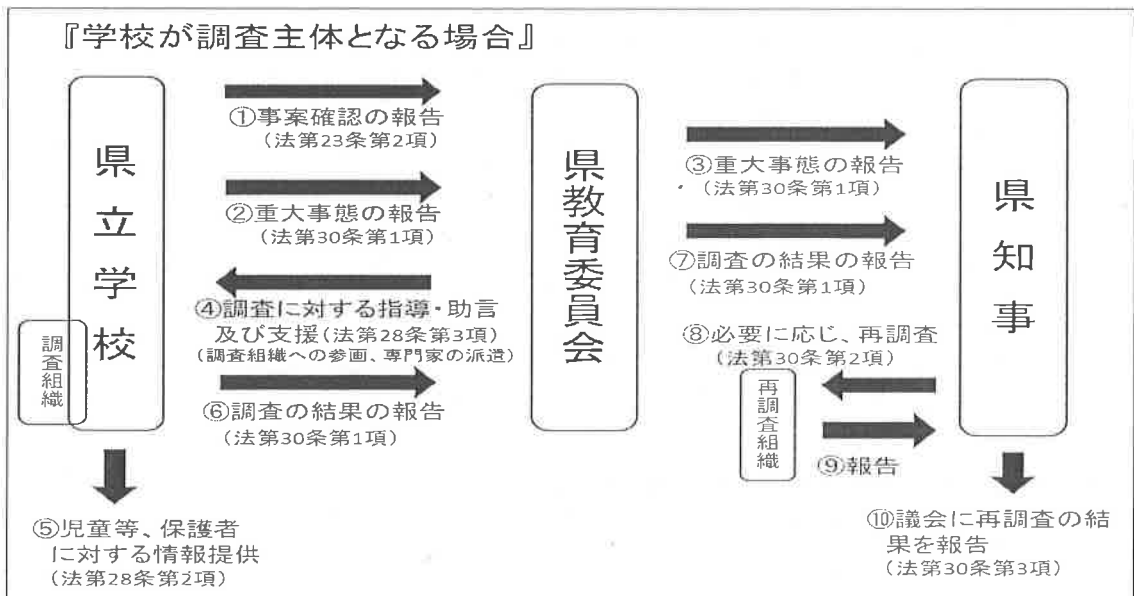 『学校が調査主体となる場合』
県立学校
調査組織
①事案確認の報告
(法第23条第2項)
②重大事態の報告
(法第30条第1項)
④調査に対する指導・助言
及び支援(法第28条第3項)
(調査組織への参画、専門家の派遣)
⑥調査の結果の報告
(法第30条第1項)
⑤児童等、保護者
に対する情報提供
(法第28条第2項)
県教育委員会
③重大事態の報告
(法第30条第1項)
⑦調査の結果の報告
(法第30条第1項)
⑧必要に応じ、再調査
(法第30条第2項)
再調査組織
⑨報告
県知事
⑩議会に再調査の結
果を報告
(法第30条第3項)